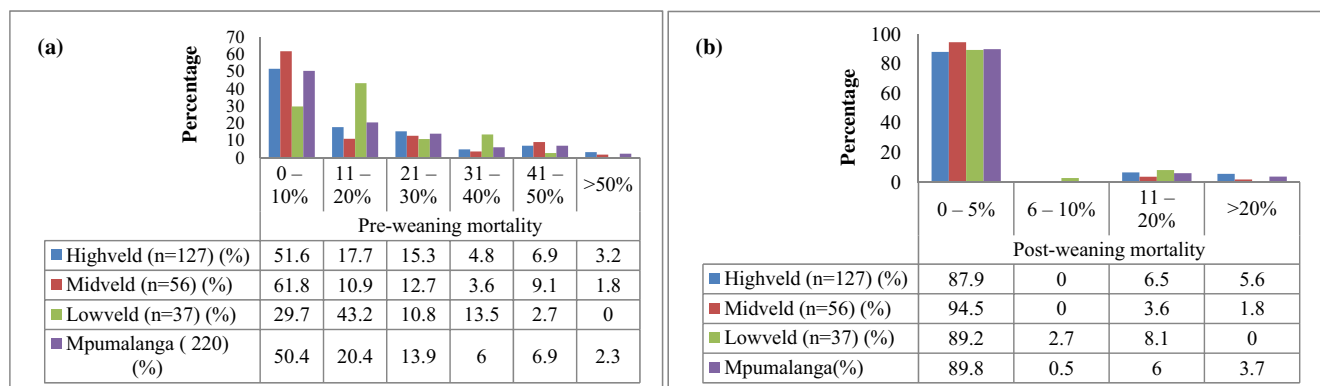 (a)
Percentage
70
60
50
40
30
20
10
0
0 – 10% 11 – 20% 21 – 30% 31 – 40% 41 – 50% >50%
Pre-weaning mortality
Highveld (n=127) (%) 51.6 17.7 15.3 4.8 6.9 3.2
Midveld (n=56) (%) 61.8 10.9 12.7 3.6 9.1 1.8
Lowveld (n=37) (%) 29.7 43.2 10.8 13.5 2.7 0
Mpumalanga ( 220) (%) 50.4 20.4 13.9 6 6.9 2.3
(b)
Percentage
100
80
60
40
20
0
0 – 5% 6 – 10% 11 – 20% >20%
Post-weaning mortality
Highveld (n=127) (%) 87.9 0 6.5 5.6
Midveld (n=56) (%) 94.5 0 3.6 1.8
Lowveld (n=37) (%) 89.2 2.7 8.1 0
Mpumalanga(%) 89.8 0.5 6 3.7